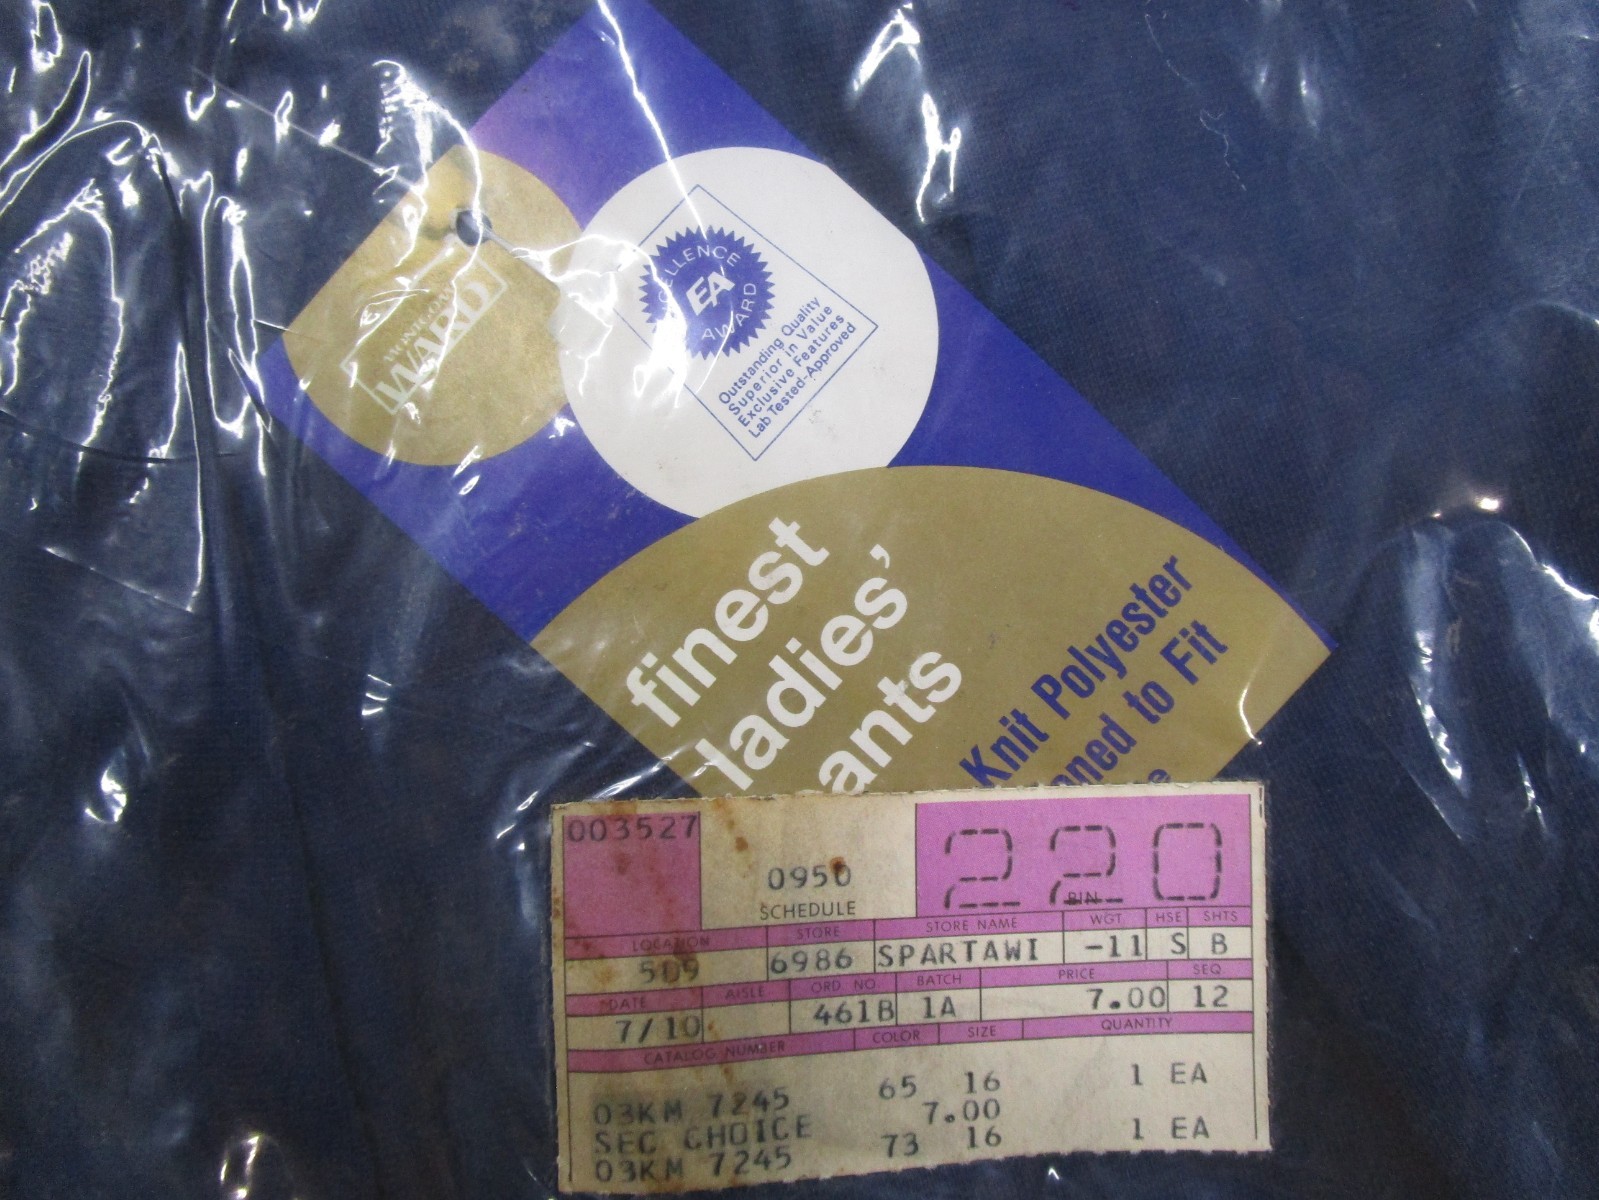 WARD
EXCELLENCE
EA
AWARD
Outstanding Quality
Superior in Value
Exclusive Features
Lab Tested-Approved
finest
ladies'
ants
Knit Polyester
ned to Fit
e
003527
0950
SCHEDULE
220
BIN
LOCATION STORE STORE NAME WGT HSE SHTS
509 6986 SPARTAWI -11 S B
DATE AISLE ORD NO. BATCH PRICE SEQ
7/10 461B 1A 7.00 12
CATALOG NUMBER COLOR SIZE QUANTITY
03KM 7245 65 16 1 EA
SEC CHOICE 7.00
03KM 7245 73 16 1 EA